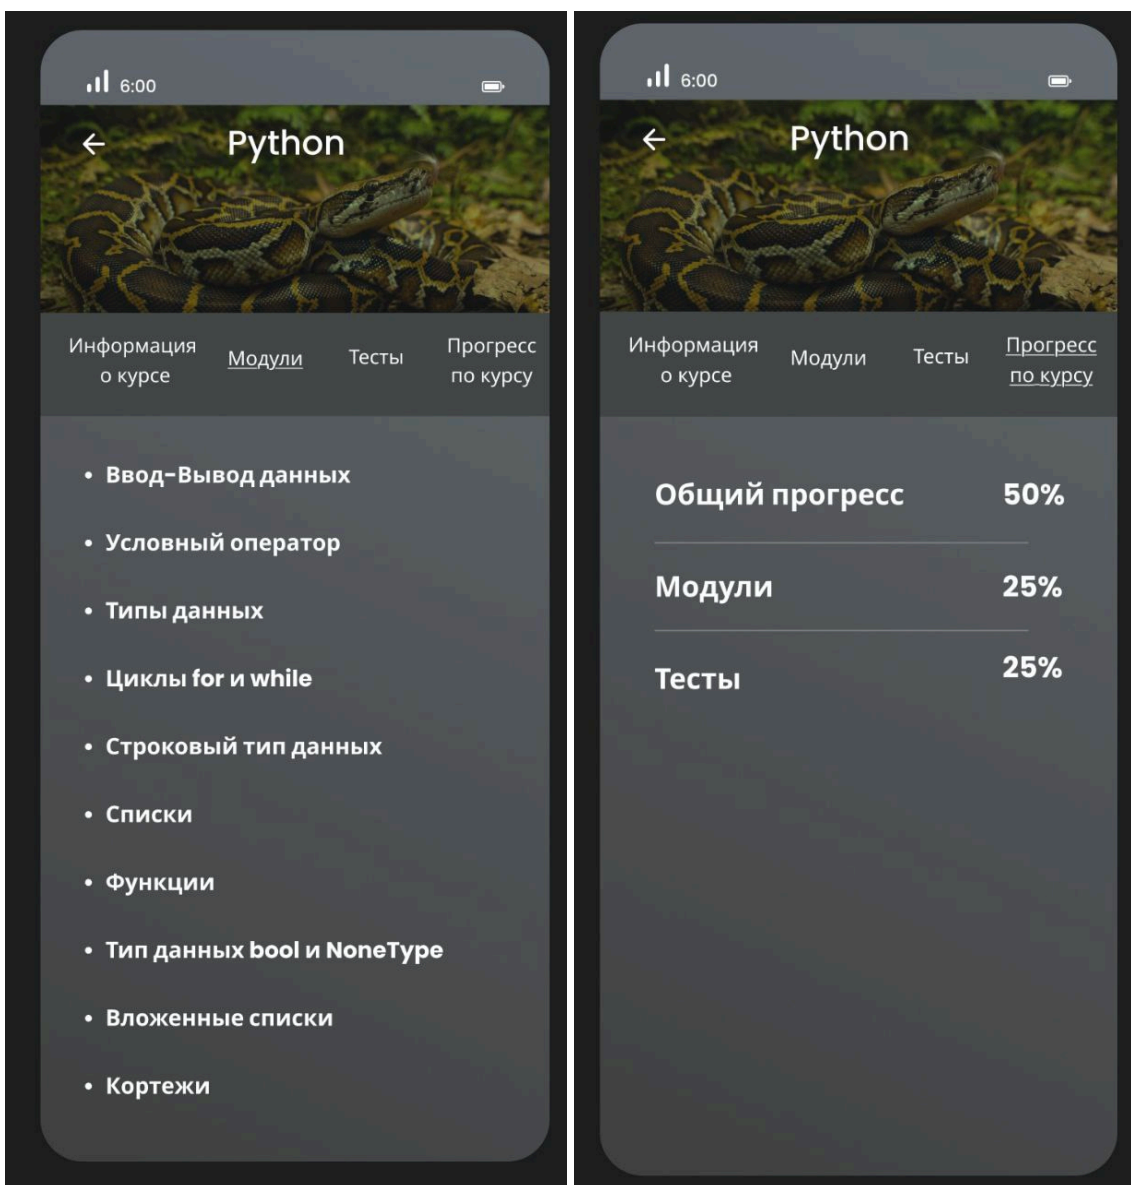 6:00
Python
Информация
о курсе
Модули
Тесты
Прогресс
по курсу
• Ввод-Вывод данных
• Условный оператор
• Типы данных
• Циклы for и while
• Строковый тип данных
• Списки
• Функции
• Тип данных bool и NoneType
• Вложенные списки
• Кортежи
6:00
Python
Информация
о курсе
Модули
Тесты
Прогресс
по курсу
Общий прогресс 50%
Модули 25%
Тесты 25%